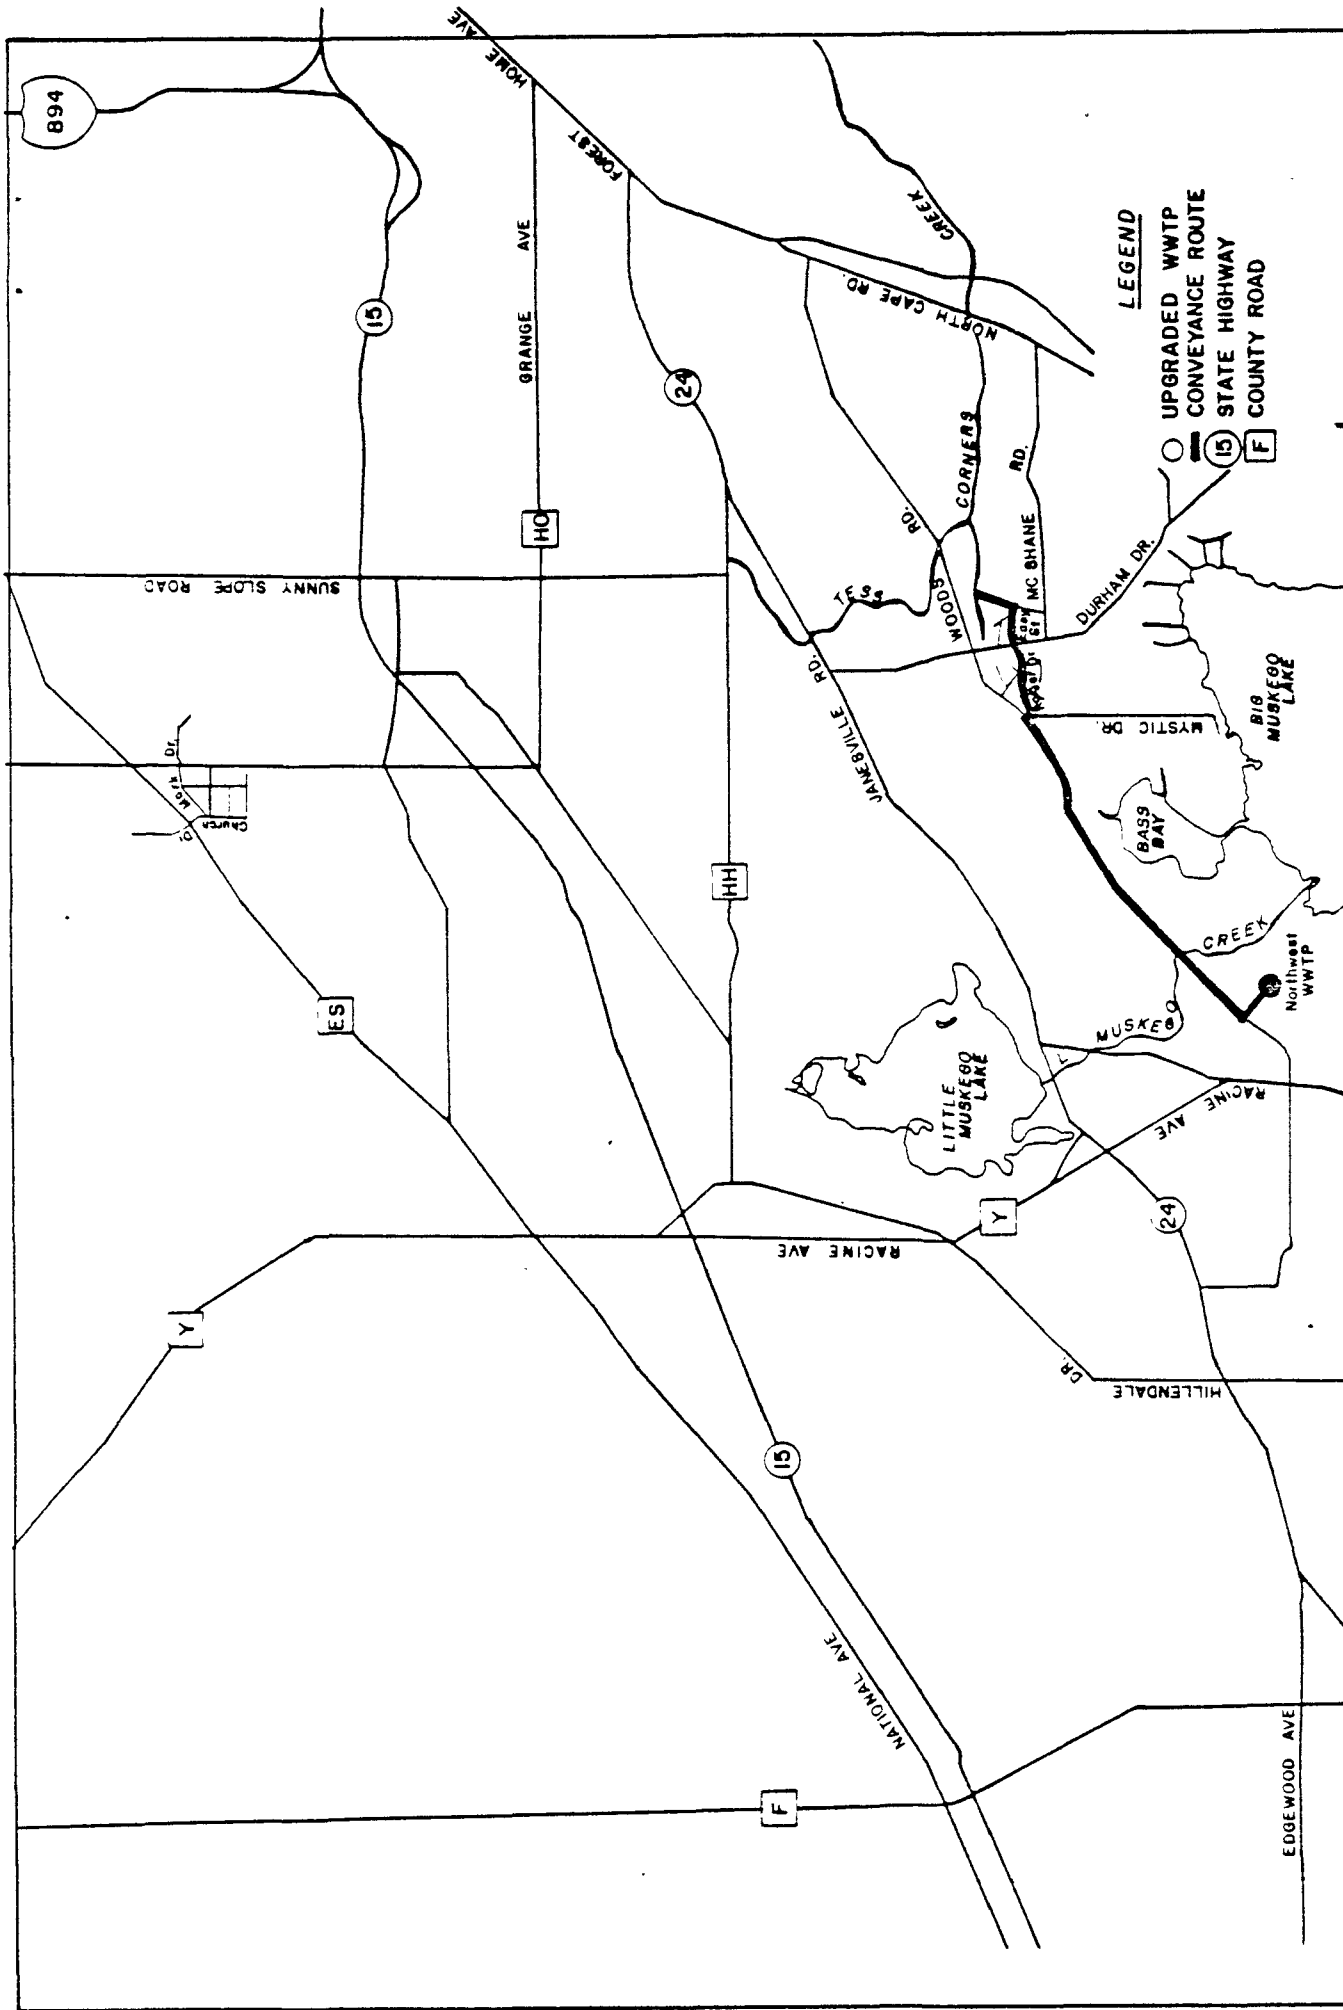 894
HOME AVE
FOREST
15
GRANGE AVE
24
HO
SUNNY SLOPE ROAD
NORTH CAPE RD.
CREEK
CORNERS
TESS
WOODS RD.
MC SHANE RD.
DURHAM DR.
JANESVILLE RD.
MYSTIC DR.
BIG
MUSKEGO
LAKE
BASS
BAY
Church
Dr.
HH
ES
LITTLE
MUSKEGO
LAKE
MUSKEGO
CREEK
Northwest
WWTP
RACINE AVE
Y
RACINE AVE
Y
24
HILLENDALE DR.
15
NATIONAL AVE
F
EDGEWOOD AVE
LEGEND
UPGRADED WWTP
CONVEYANCE ROUTE
15 STATE HIGHWAY
F COUNTY ROAD